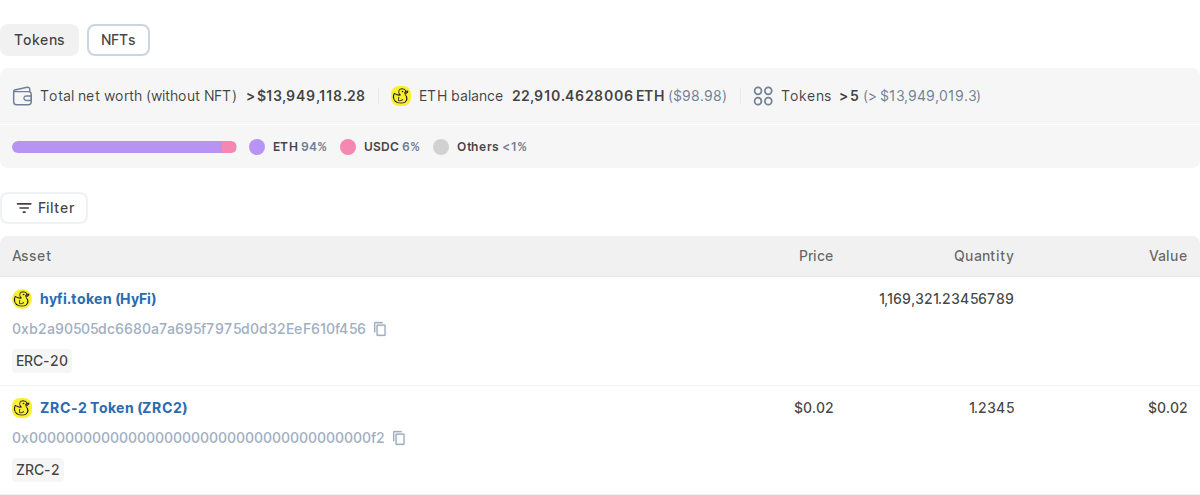 Tokens NFTs
Total net worth (without NFT) >$13,949,118.28 ETH balance 22,910.4628006 ETH ($98.98) Tokens >5 (> $13,949,019.3)
ETH 94% USDC 6% Others <1%
Filter
Asset Price Quantity Value
hyfi.token (HyFi) 1,169,321.23456789
0xb2a90505dc6680a7a695f7975d0d32EeF610f456
ERC-20
ZRC-2 Token (ZRC2) $0.02 1.2345 $0.02
0x00000000000000000000000000000000000000f2
ZRC-2